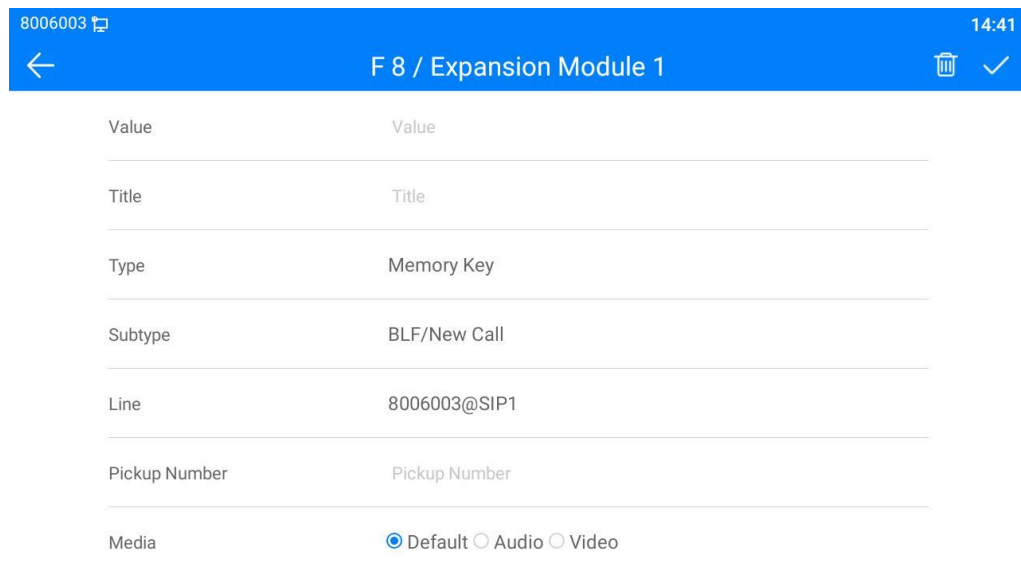 8006003 14:41
F 8 / Expansion Module 1
Value Value
Title Title
Type Memory Key
Subtype BLF/New Call
Line 8006003@SIP1
Pickup Number Pickup Number
Media Default Audio Video